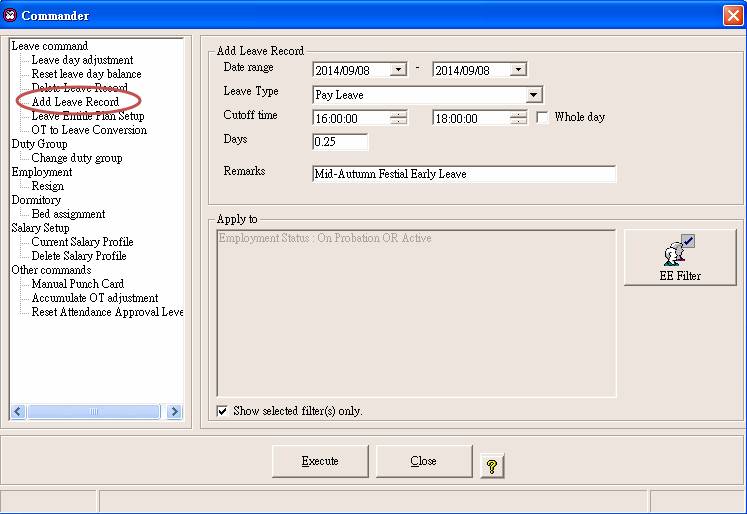 Commander
Leave command
Leave day adjustment
Reset leave day balance
Delete Leave Record
Add Leave Record
Leave Entitle Plan Setup
OT to Leave Conversion
Duty Group
Change duty group
Employment
Resign
Dormitory
Bed assignment
Salary Setup
Current Salary Profile
Delete Salary Profile
Other commands
Manual Punch Card
Accumulate OT adjustment
Reset Attendance Approval Leve
Add Leave Record
Date range 2014/09/08 - 2014/09/08
Leave Type Pay Leave
Cutoff time 16:00:00 18:00:00 Whole day
Days 0.25
Remarks Mid-Autumn Festial Early Leave
Apply to
Employment Status : On Probation OR Active
EE Filter
Show selected filter(s) only.
Execute Close ?